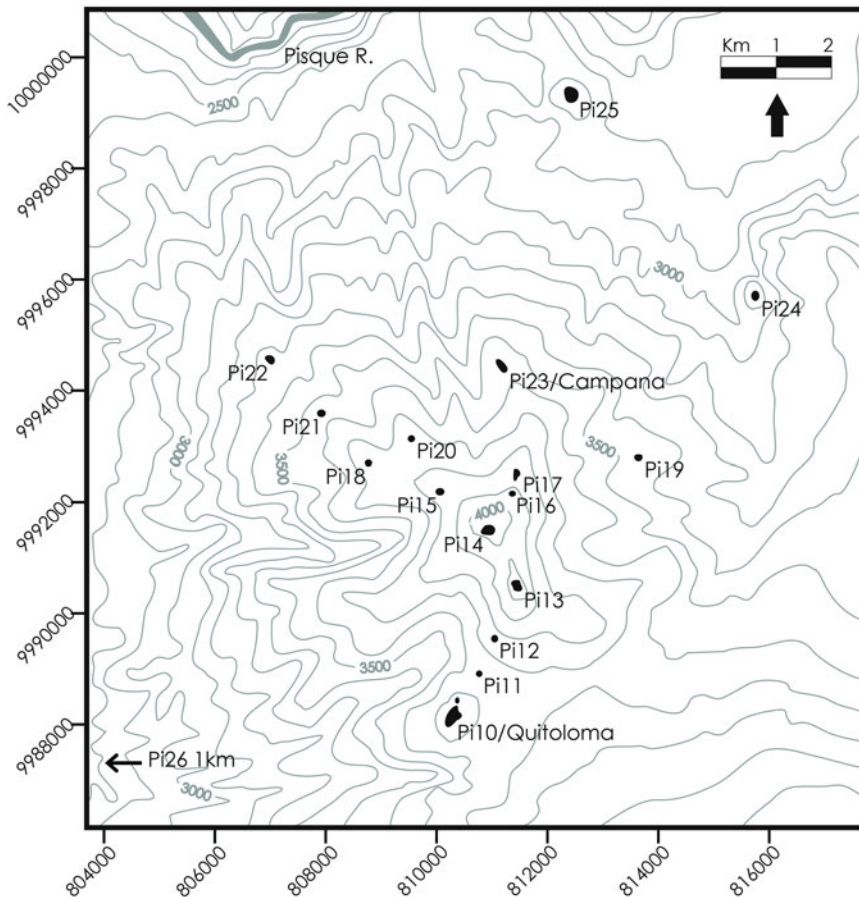 Pisque R.
Km 1 2
10000000
2500
Pi25
9998000
3000
9996000
Pi24
Pi22
Pi23/Campana
9994000
Pi21
3000
3500
Pi20
3500
Pi19
Pi18
Pi17
9992000
Pi15
Pi16
4000
Pi14
Pi13
9990000
Pi12
3500
Pi11
9988000
Pi10/Quitoloma
Pi26 1km
3000
804000
806000
808000
810000
812000
814000
816000